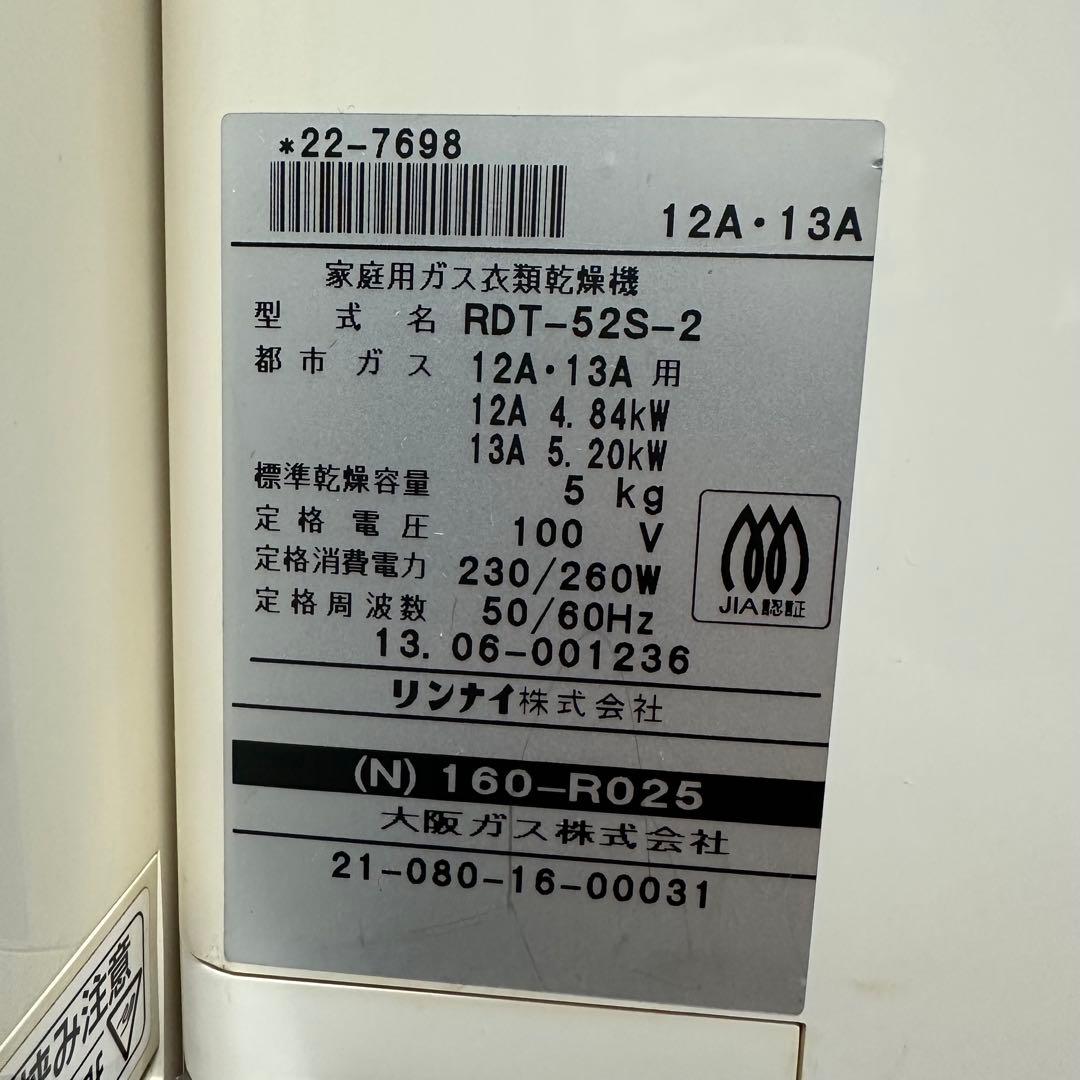 *22-7698
12A・13A
家庭用ガス衣類乾燥機
型式名 RDT-52S-2
都市ガス 12A・13A用
12A 4.84kW
13A 5.20kW
標準乾燥容量 5 kg
定格電圧 100 V
定格消費電力 230/260W
定格周波数 50/60Hz
13.06-001236
JIA認証
リンナイ株式会社
(N) 160-R025
大阪ガス株式会社
21-080-16-00031
挟み注意